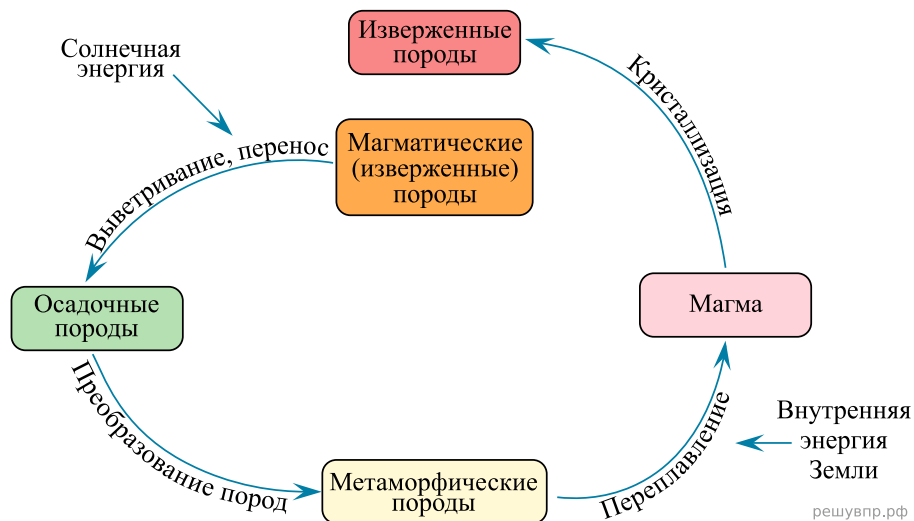 Изверженные
породы
Солнечная
энергия
Кристаллизация
Магматические
(изверженные)
породы
Выветривание, перенос
Осадочные
породы
Магма
Преобразование пород
Метаморфические
породы
Переплавление
Внутренняя
энергия
Земли
решувпр.рф